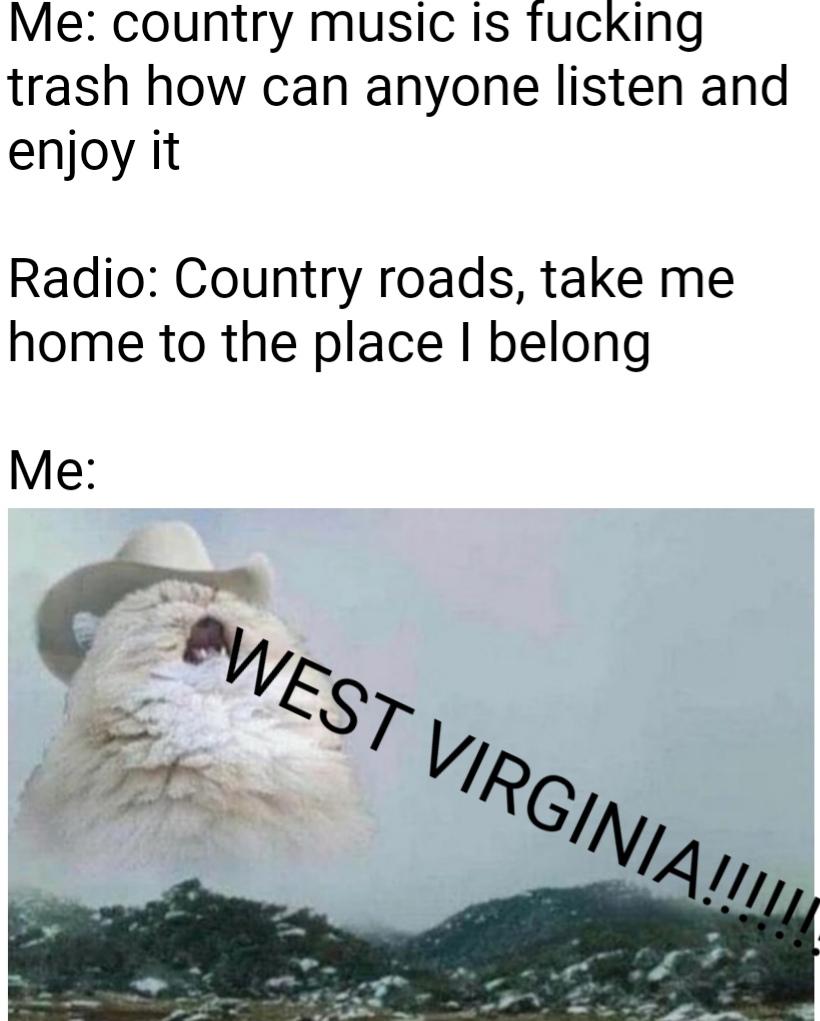 Me: country music is fucking
trash how can anyone listen and
enjoy it
Radio: Country roads, take me
home to the place I belong
Me:
WEST VIRGINIA!!!!!!!